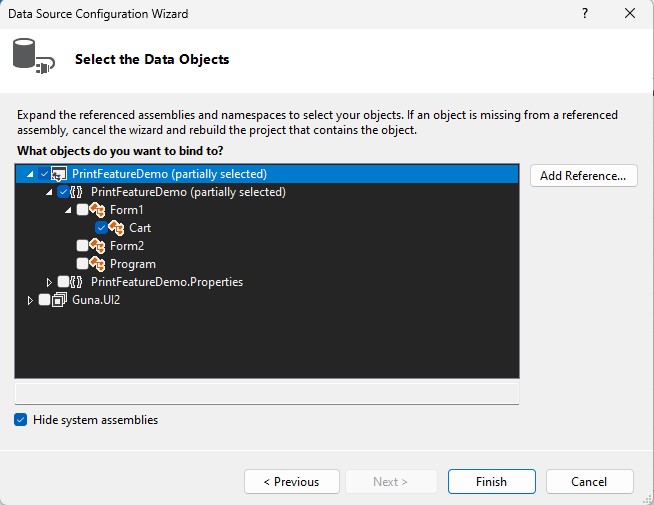 Data Source Configuration Wizard
?
Select the Data Objects
Expand the referenced assemblies and namespaces to select your objects. If an object is missing from a referenced
assembly, cancel the wizard and rebuild the project that contains the object.
What objects do you want to bind to?
PrintFeatureDemo (partially selected)
Add Reference...
{} PrintFeatureDemo (partially selected)
Form1
Cart
Form2
Program
{} PrintFeatureDemo.Properties
Guna.UI2
Hide system assemblies
< Previous
Next >
Finish
Cancel